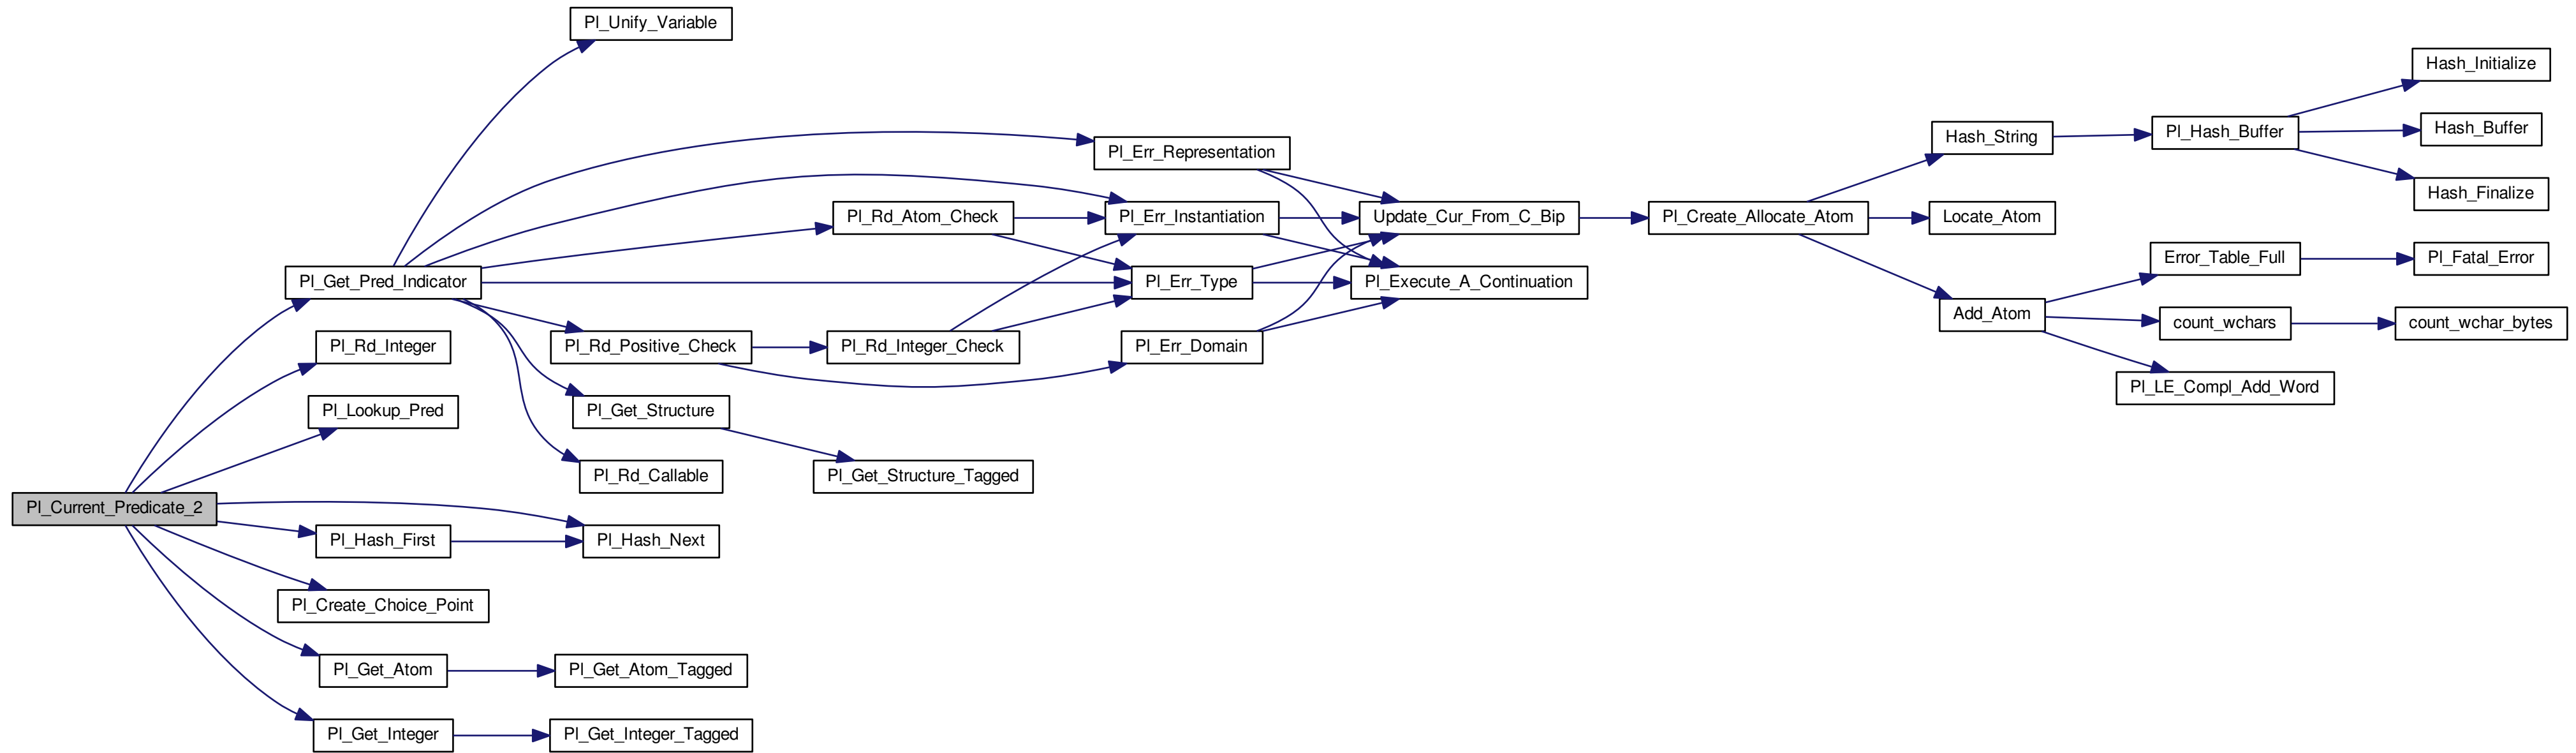 Pl_Unify_Variable
Hash_Initialize
Pl_Err_Representation
Hash_String
Pl_Hash_Buffer
Hash_Buffer
Hash_Finalize
Pl_Rd_Atom_Check
Pl_Err_Instantiation
Update_Cur_From_C_Bip
Pl_Create_Allocate_Atom
Locate_Atom
Pl_Get_Pred_Indicator
Pl_Err_Type
Pl_Execute_A_Continuation
Error_Table_Full
Pl_Fatal_Error
Add_Atom
count_wchars
count_wchar_bytes
Pl_Rd_Integer
Pl_Rd_Positive_Check
Pl_Rd_Integer_Check
Pl_Err_Domain
Pl_LE_Compl_Add_Word
Pl_Lookup_Pred
Pl_Get_Structure
Pl_Rd_Callable
Pl_Get_Structure_Tagged
Pl_Current_Predicate_2
Pl_Hash_First
Pl_Hash_Next
Pl_Create_Choice_Point
Pl_Get_Atom
Pl_Get_Atom_Tagged
Pl_Get_Integer
Pl_Get_Integer_Tagged